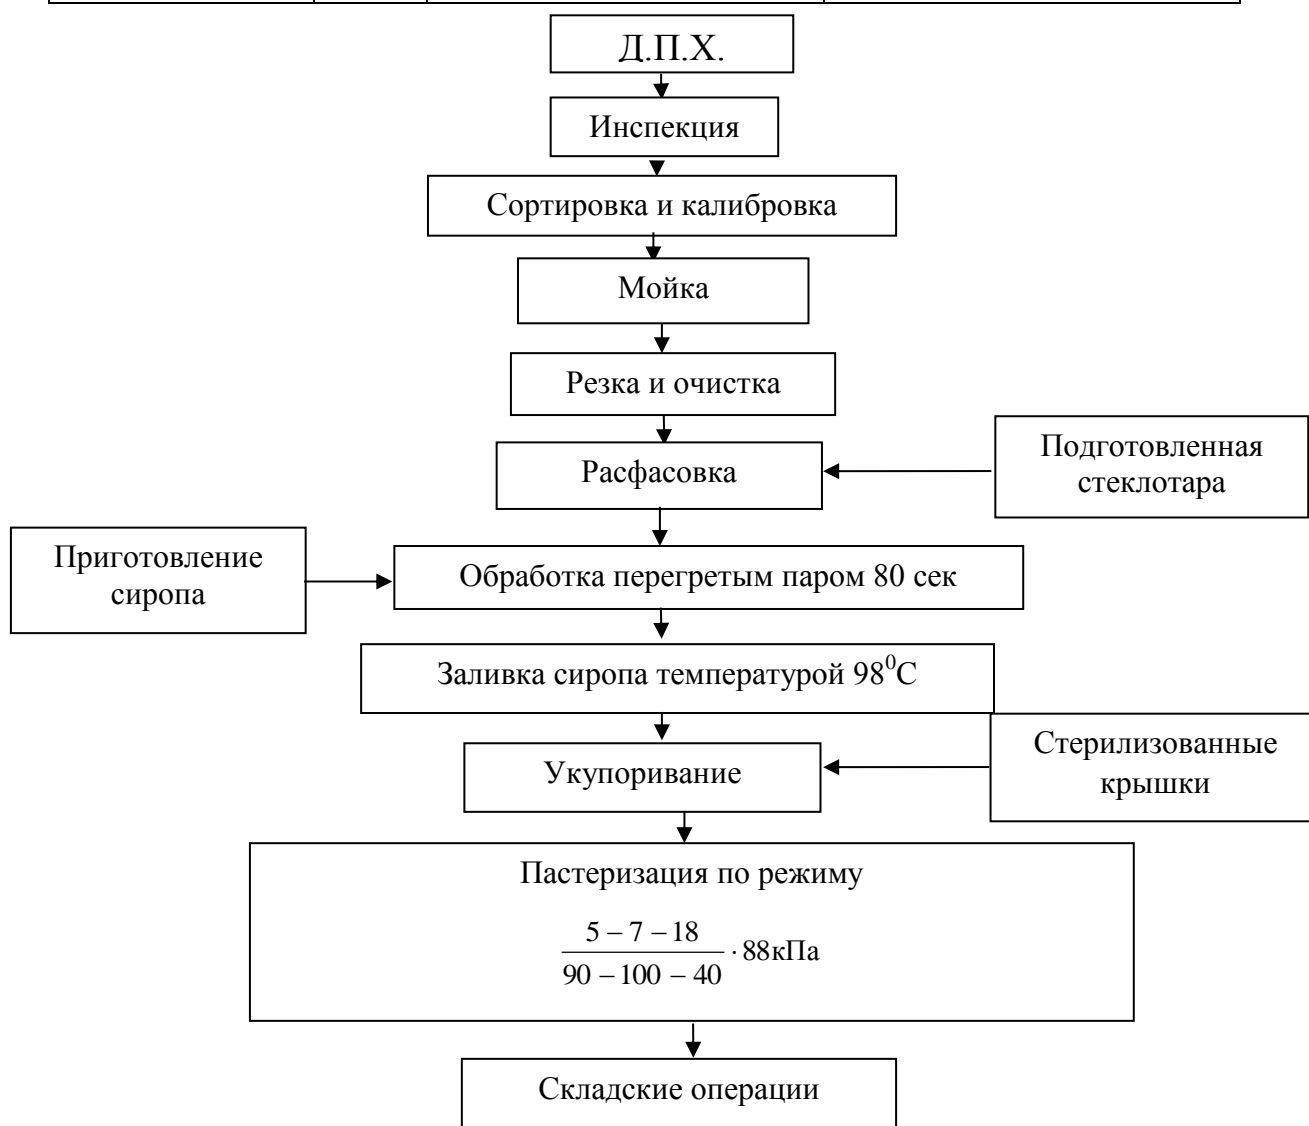 Д.П.Х.
Инспекция
Сортировка и калибровка
Мойка
Резка и очистка
Расфасовка
Подготовленная
стеклотара
Приготовление
сиропа
Обработка перегретым паром 80 сек
Заливка сиропа температурой 98⁰С
Укупоривание
Стерилизованные
крышки
Пастеризация по режиму
5 – 7 – 18
90 – 100 – 40 · 88кПа
Складские операции